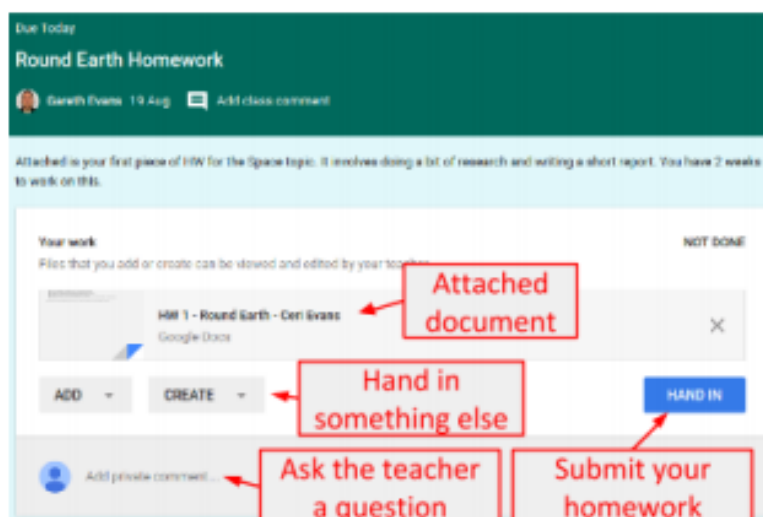 Due Today
Round Earth Homework
Gareth Evans 19 Aug Add class comment
Attached is your first piece of HW for the Space topic. It involves doing a bit of research and writing a short report. You have 2 weeks
to work on this.
Your work NOT DONE
Files that you add or create can be viewed and edited by your teacher
Attached
document
HW 1 - Round Earth - Ceri Evans
Google Docs
ADD CREATE HAND IN
Hand in
something else
Add private comment...
Ask the teacher
a question
Submit your
homework